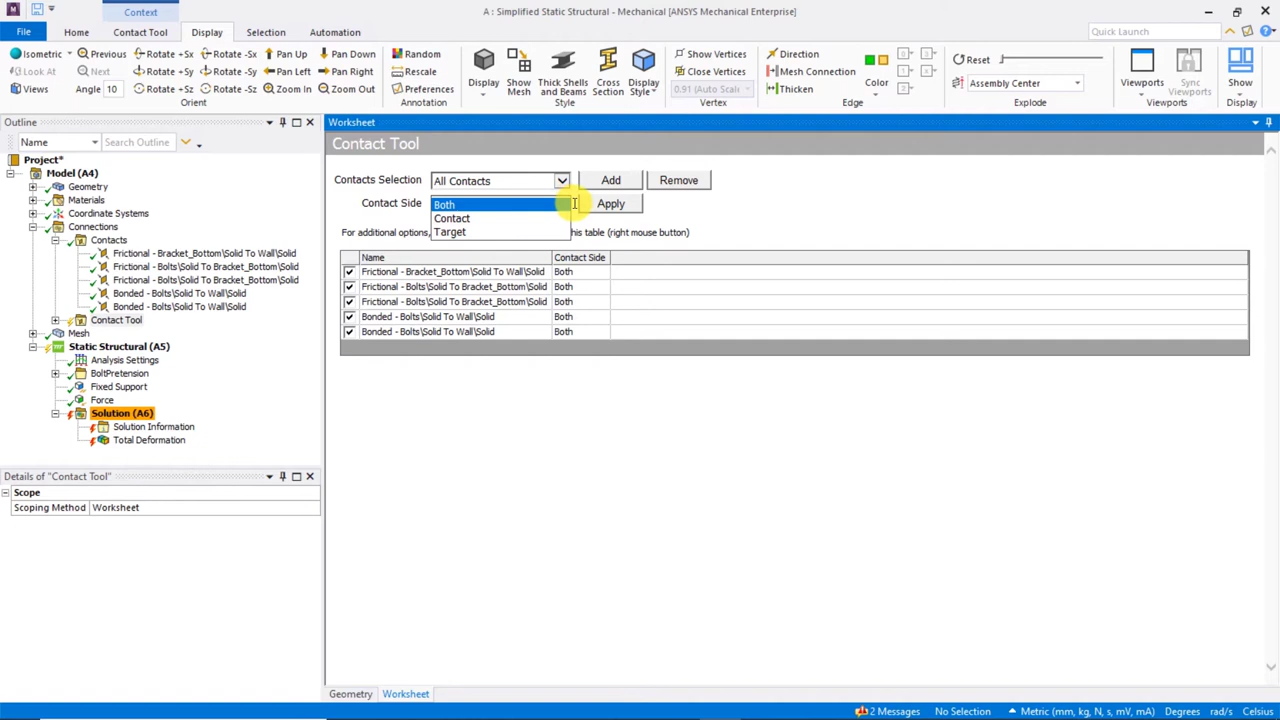 Context
A : Simplified Static Structural - Mechanical [ANSYS Mechanical Enterprise]
File Home Contact Tool Display Selection Automation Quick Launch
Isometric Previous Rotate +Sx Rotate -Sx Pan Up Pan Down Random Show Vertices Direction Reset
Look At Next Rotate +Sy Rotate -Sy Pan Left Pan Right Rescale Close Vertices Mesh Connection Assembly Center
Views Angle 10 Rotate +Sz Rotate -Sz Zoom In Zoom Out Preferences 0.91 (Auto Scale Thicken
Display Show Mesh Thick Shells and Beams Cross Section Display Style Color Viewports Sync Viewports Show
Orient Annotation Style Vertex Edge Explode Viewports Display
Outline
Name Search Outline
Project*
Model (A4)
Geometry
Materials
Coordinate Systems
Connections
Contacts
Frictional - Bracket_Bottom\Solid To Wall\Solid
Frictional - Bolts\Solid To Bracket_Bottom\Solid
Frictional - Bolts\Solid To Bracket_Bottom\Solid
Bonded - Bolts\Solid To Wall\Solid
Bonded - Bolts\Solid To Wall\Solid
Contact Tool
Mesh
Static Structural (A5)
Analysis Settings
BoltPretension
Fixed Support
Force
Solution (A6)
Solution Information
Total Deformation
Details of "Contact Tool"
Scope
Scoping Method Worksheet
Worksheet
Contact Tool
Contacts Selection All Contacts Add Remove
Contact Side Both Apply
Contact
Target
For additional options, his table (right mouse button)
Name Contact Side
Frictional - Bracket_Bottom\Solid To Wall\Solid Both
Frictional - Bolts\Solid To Bracket_Bottom\Solid Both
Frictional - Bolts\Solid To Bracket_Bottom\Solid Both
Bonded - Bolts\Solid To Wall\Solid Both
Bonded - Bolts\Solid To Wall\Solid Both
Geometry Worksheet
2 Messages No Selection Metric (mm, kg, N, s, mV, mA) Degrees rad/s Celsius